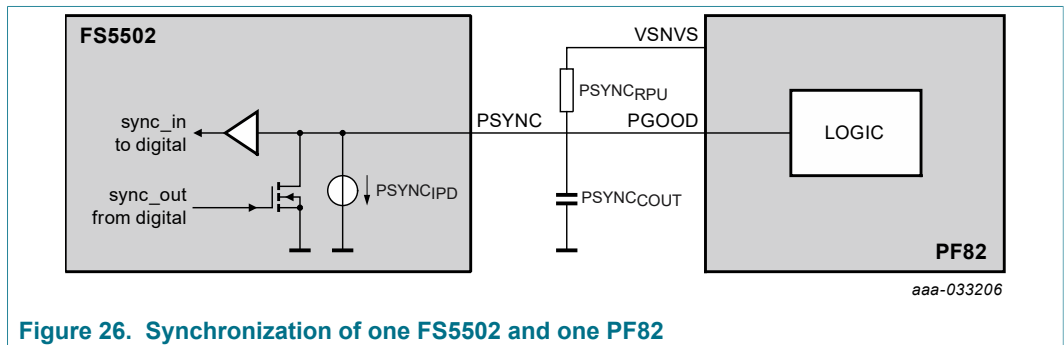 FS5502
VSNVS
PSYNCRPU
sync_in
to digital
PSYNC
PGOOD
LOGIC
sync_out
from digital
PSYNCIPD
PSYNCCOUT
PF82
aaa-033206
Figure 26. Synchronization of one FS5502 and one PF82